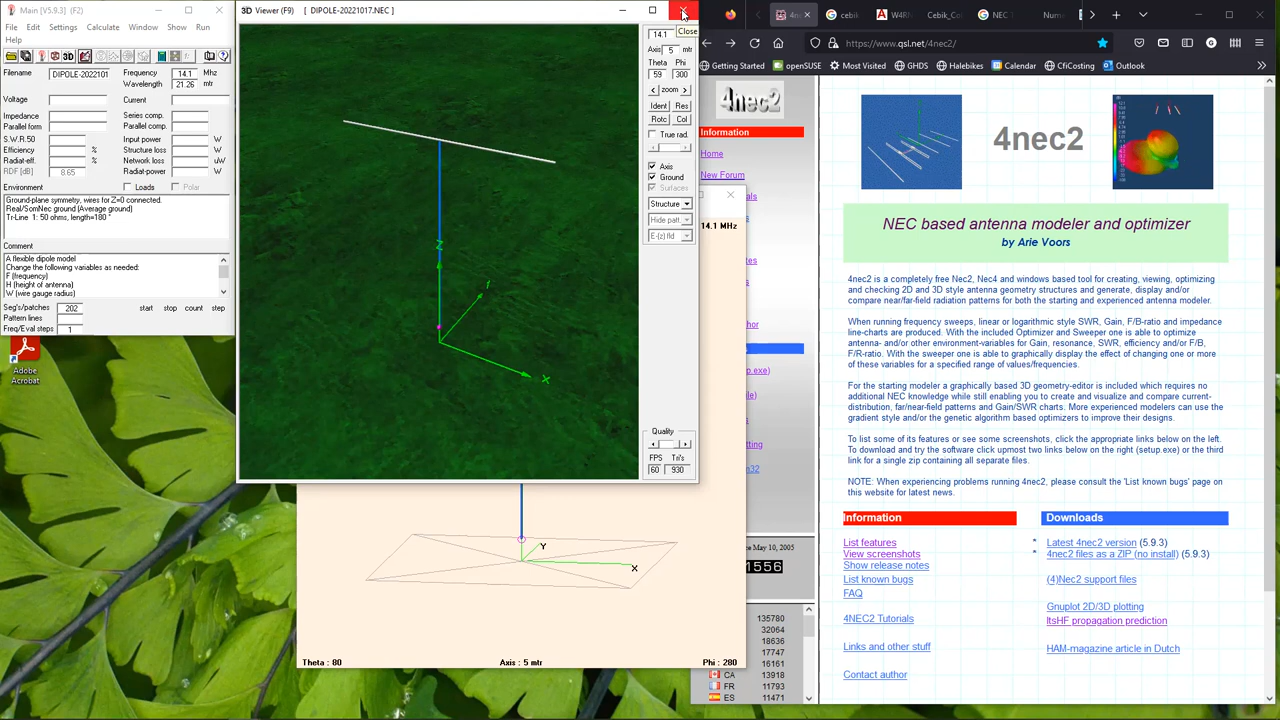 Main [V5.9.3] (F2)
File Edit Settings Calculate Window Show Run
Help
Filename DIPOLE-2022101 Frequency 14.1 Mhz
Wavelength 21.26 mtr
Voltage Current
Impedance Series comp.
Parallel form Parallel comp.
S.W.R.50 Input power W
Efficiency % Structure loss W
Radiat-eff. % Network loss uW
RDF [dB] 8.65 Radiat-power W
Environment Loads Polar
Ground-plane symmetry, wires for Z=0 connected.
Real/SomNec ground (Average ground)
Tr-Line 1: 50 ohms, length=180 °
Comment
A flexible dipole model
Change the following variables as needed:
F (frequency)
H (height of antenna)
W (wire gauge radius)
Seg's/patches 202 start stop count step
Pattern lines
Freq/Eval steps 1
Adobe
Acrobat
3D Viewer (F9) [ DIPOLE-20221017.NEC ]
Close
14.1
Axis 5 mtr
Theta Phi
59 300
zoom
Ident Res
Rotc Col
True rad.
Axis
Ground
Surfaces
Structure
Hide patt.
E-(z) fld
Quality
FPS Tri's
60 930
Z
X
14.1 MHz
Y
X
Theta : 80 Axis : 5 mtr Phi : 280
cebik
W4RN
Cebik_Co
NEC
https://www.qsl.net/4nec2/
Getting Started openSUSE Most Visited GHDS Halebikes Calendar CfiCosting Outlook
4nec2
Information
Home
New Forum
May 10, 2005
1556
135780
32064
18636
17747
16161
CA 13918
FR 11793
ES 11471
4nec2
NEC based antenna modeler and optimizer
by Arie Voors
4nec2 is a completely free Nec2, Nec4 and windows based tool for creating, viewing, optimizing
and checking 2D and 3D style antenna geometry structures and generate, display and/or
compare near/far-field radiation patterns for both the starting and experienced antenna modeler.
When running frequency sweeps, linear or logarithmic style SWR, Gain, F/B-ratio and impedance
line-charts are produced. With the included Optimizer and Sweeper one is able to optimize
antenna- and/or other environment-variables for Gain, resonance, SWR, efficiency and/or F/B,
F/R-ratio. With the sweeper one is able to graphically display the effect of changing one or more
of these variables for a specified range of values/frequencies.
For the starting modeler a graphically based 3D geometry-editor is included which requires no
additional NEC knowledge while still enabling you to create and visualize and compare current-
distribution, far/near-field patterns and Gain/SWR charts. More experienced modelers can use the
gradient style and/or the genetic algorithm based optimizers to improve their designs.
To list some of its features or see some screenshots, click the appropriate links below on the left.
To download and try the software click upmost two links below on the right (setup.exe) or the third
link for a single zip containing all separate files.
NOTE: When experiencing problems running 4nec2, please consult the 'List known bugs' page on
this website for latest news.
Information
List features
View screenshots
Show release notes
List known bugs
FAQ
4NEC2 Tutorials
Links and other stuff
Contact author
Downloads
* Latest 4nec2 version (5.9.3)
* 4nec2 files as a ZIP (no install) (5.9.3)
(4)Nec2 support files
Gnuplot 2D/3D plotting
ItsHF propagation prediction
HAM-magazine article in Dutch